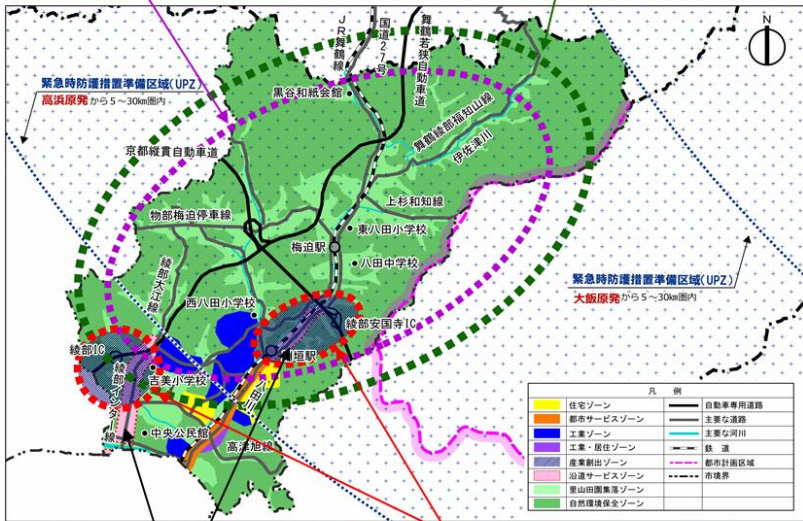 N
JR舞鶴線
国道27号
舞鶴若狭自動車道
緊急時防護措置準備区域(UPZ)
高浜原発から5～30km圏内
黒谷和紙会館
舞鶴綾部福知山線
伊佐津川
京都縦貫自動車道
上杉和知線
物部梅迫停車線
東八田小学校
梅迫駅
綾部大江線
八田中学校
緊急時防護措置準備区域(UPZ)
大飯原発から5～30km圏内
西八田小学校
綾部安国寺IC
綾部IC
淵垣駅
吉美小学校
八田川
綾部インター線
中央公民館
高津旭線
凡 例
住宅ゾーン
自動車専用道路
都市サービスゾーン
主要な道路
工業ゾーン
主要な河川
工業・居住ゾーン
鉄 道
産業創出ゾーン
都市計画区域
沿道サービスゾーン
市境界
里山田園集落ゾーン
自然環境保全ゾーン